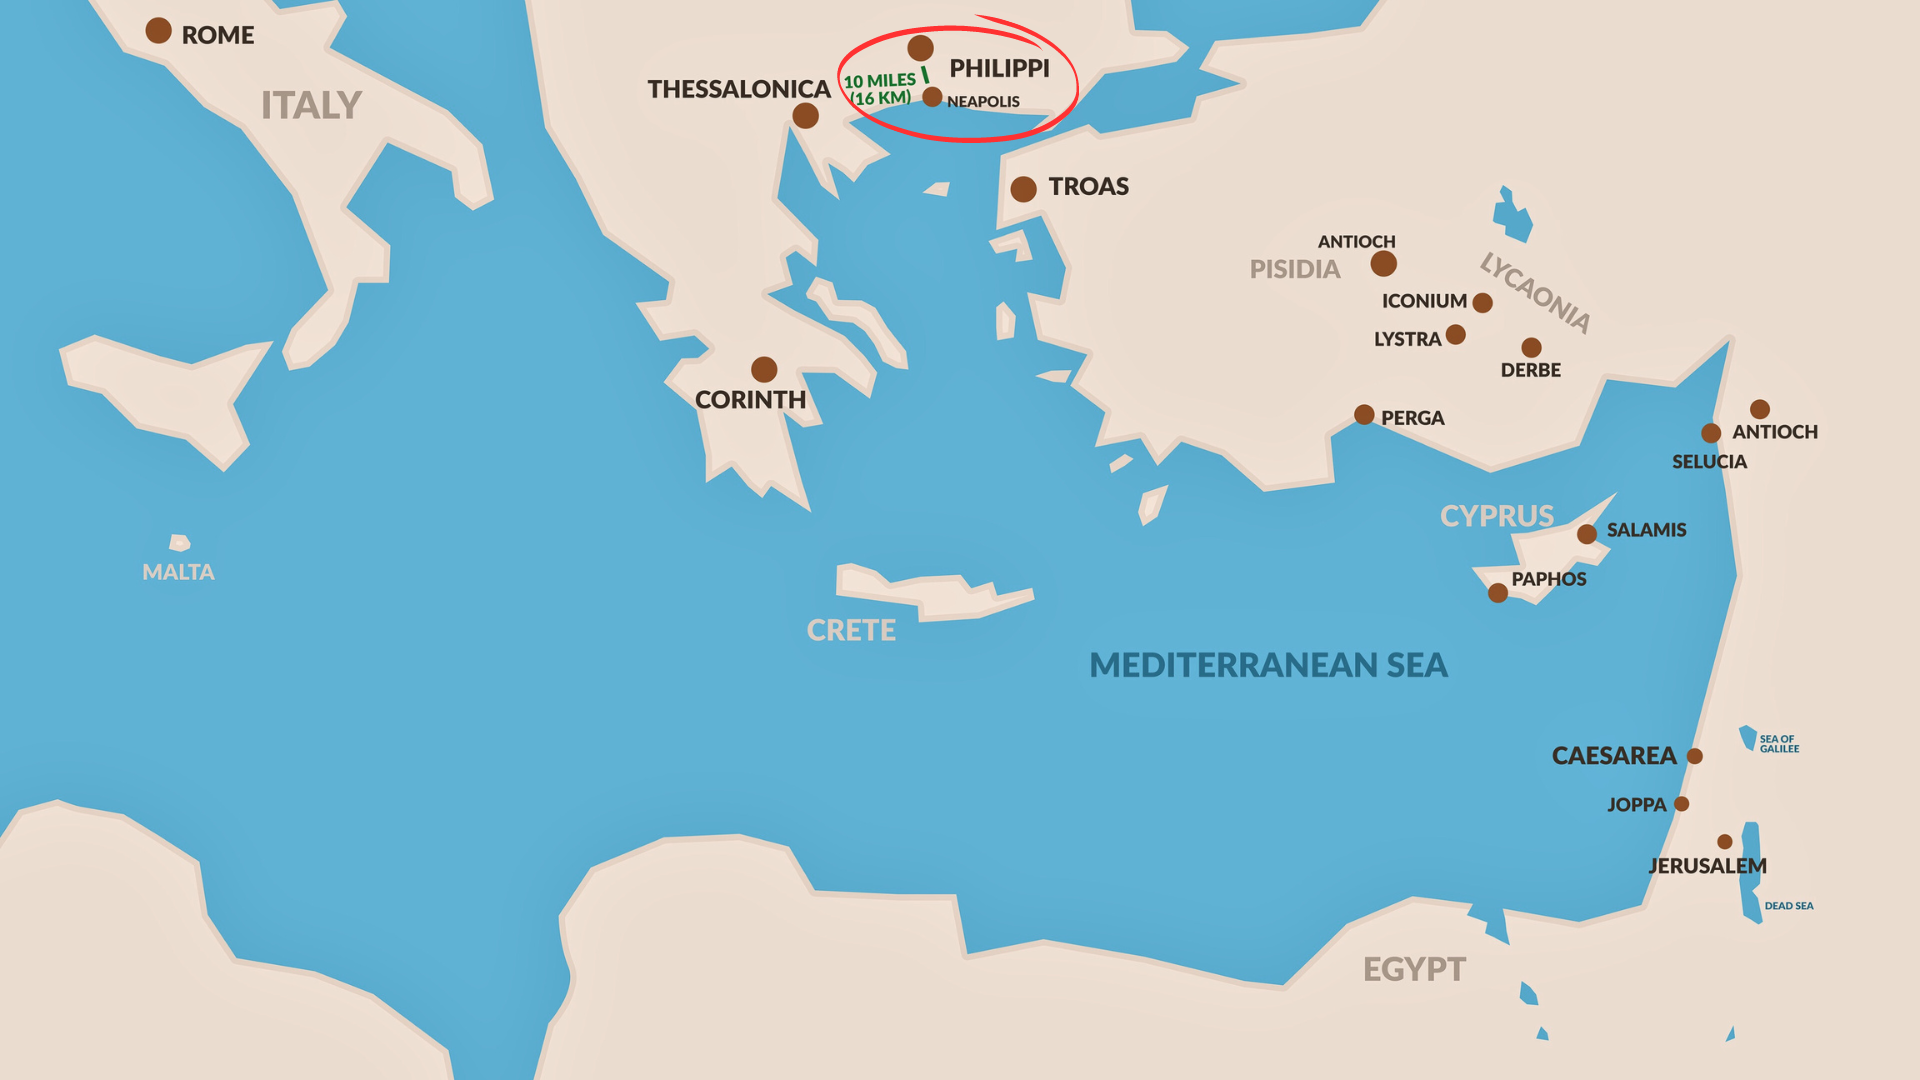 ROME
ITALY
THESSALONICA
PHILIPPI
10 MILES
(16 KM)
NEAPOLIS
TROAS
ANTIOCH
PISIDIA
LYCAONIA
ICONIUM
LYSTRA
DERBE
CORINTH
PERGA
ANTIOCH
SELUCIA
CYPRUS
SALAMIS
MALTA
PAPHOS
CRETE
MEDITERRANEAN SEA
SEA OF
GALILEE
CAESAREA
JOPPA
JERUSALEM
DEAD SEA
EGYPT